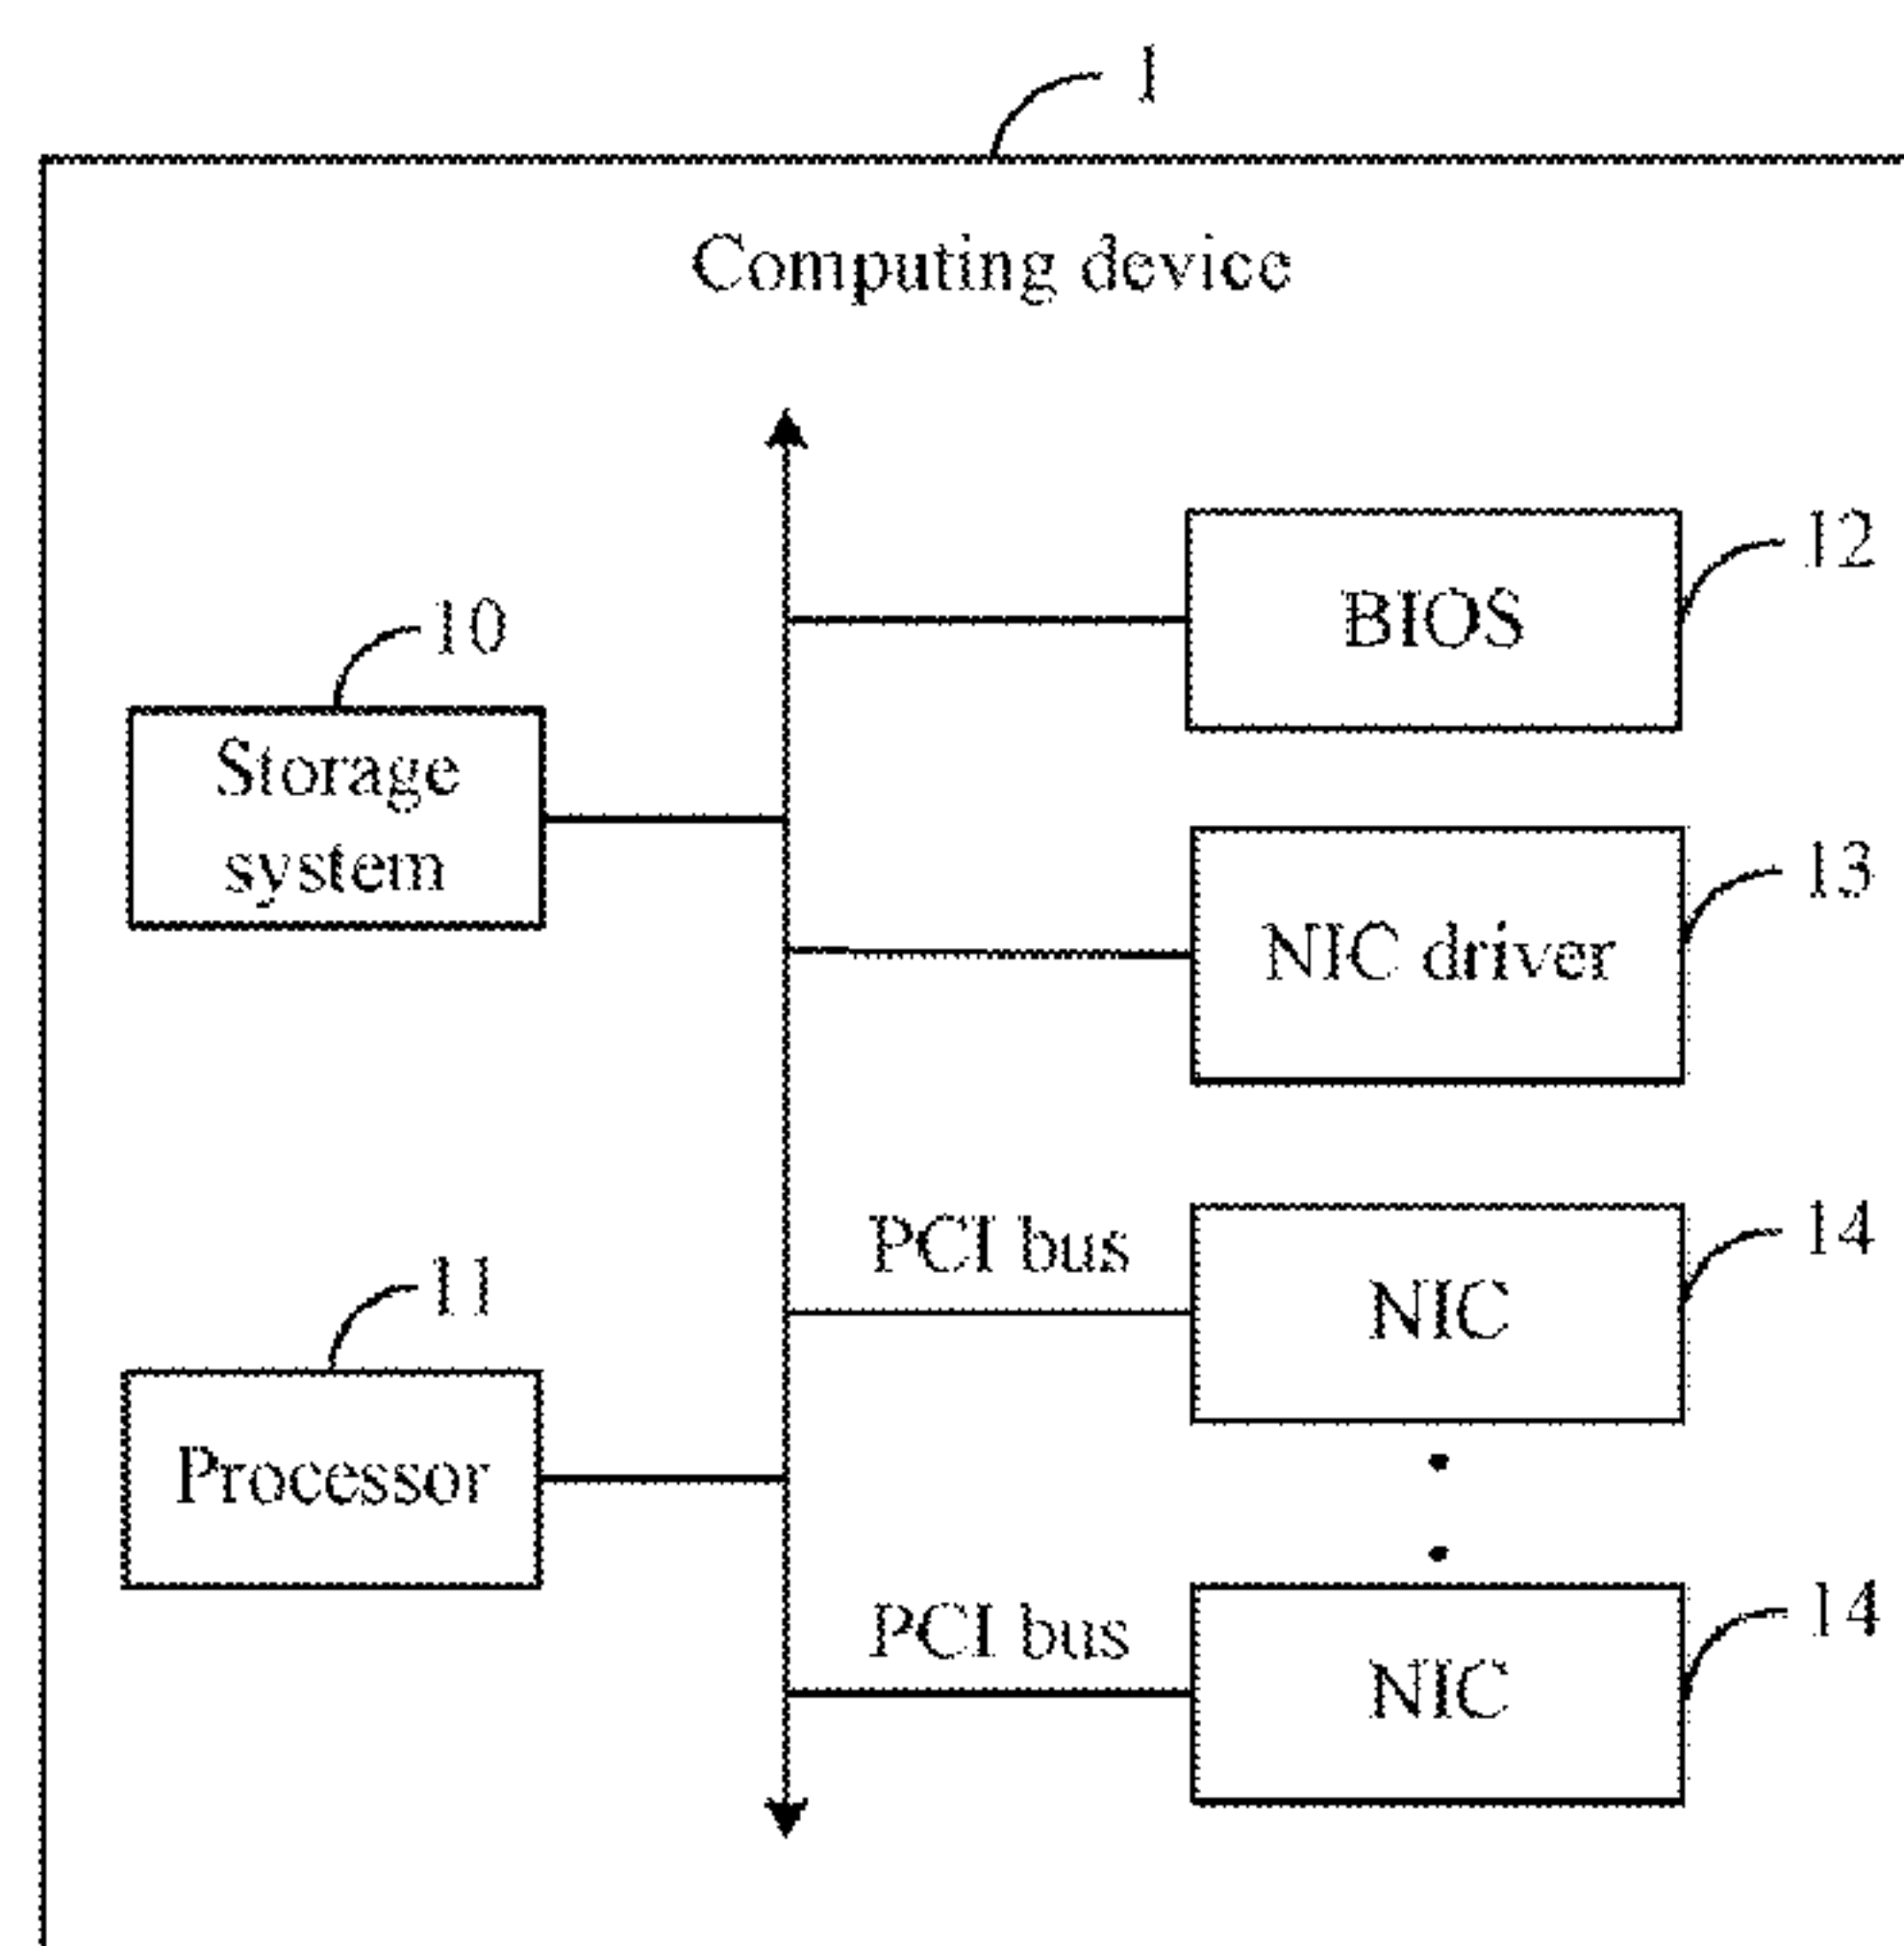 1
Computing device
12
BIOS
10
Storage
system
13
NIC driver
14
PCI bus
NIC
11
Processor
14
PCI bus
NIC